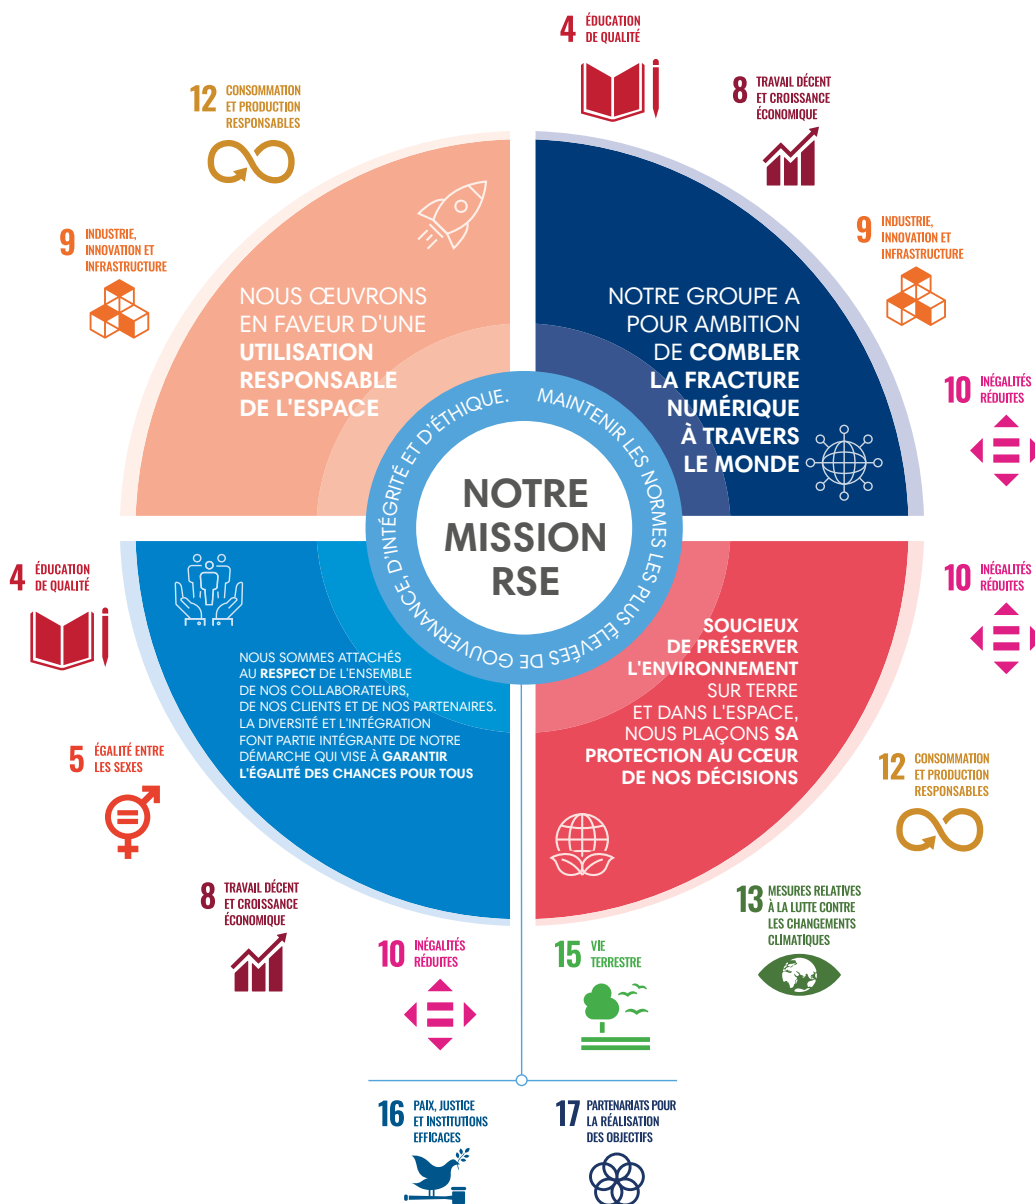 4 ÉDUCATION
DE QUALITÉ
8 TRAVAIL DÉCENT
ET CROISSANCE
ÉCONOMIQUE
12 CONSOMMATION
ET PRODUCTION
RESPONSABLES
9 INDUSTRIE,
INNOVATION ET
INFRASTRUCTURE
9 INDUSTRIE,
INNOVATION ET
INFRASTRUCTURE
NOUS ŒUVRONS
EN FAVEUR D'UNE
UTILISATION
RESPONSABLE
DE L'ESPACE
NOTRE GROUPE A
POUR AMBITION
DE COMBLER
LA FRACTURE
NUMÉRIQUE
À TRAVERS
LE MONDE
10 INÉGALITÉS
RÉDUITES
MAINTENIR LES NORMES LES PLUS ÉLEVÉES DE GOUVERNANCE, D'INTÉGRITÉ ET D'ÉTHIQUE.
NOTRE
MISSION
RSE
4 ÉDUCATION
DE QUALITÉ
10 INÉGALITÉS
RÉDUITES
NOUS SOMMES ATTACHÉS
AU RESPECT DE L'ENSEMBLE
DE NOS COLLABORATEURS,
DE NOS CLIENTS ET DE NOS PARTENAIRES.
LA DIVERSITÉ ET L'INTÉGRATION
FONT PARTIE INTÉGRANTE DE NOTRE
DÉMARCHE QUI VISE À GARANTIR
L'ÉGALITÉ DES CHANCES POUR TOUS
SOUCIEUX
DE PRÉSERVER
L'ENVIRONNEMENT
SUR TERRE
ET DANS L'ESPACE,
NOUS PLAÇONS SA
PROTECTION AU CŒUR
DE NOS DÉCISIONS
5 ÉGALITÉ ENTRE
LES SEXES
12 CONSOMMATION
ET PRODUCTION
RESPONSABLES
8 TRAVAIL DÉCENT
ET CROISSANCE
ÉCONOMIQUE
13 MESURES RELATIVES
À LA LUTTE CONTRE
LES CHANGEMENTS
CLIMATIQUES
10 INÉGALITÉS
RÉDUITES
15 VIE
TERRESTRE
16 PAIX, JUSTICE
ET INSTITUTIONS
EFFICACES
17 PARTENARIATS POUR
LA RÉALISATION
DES OBJECTIFS